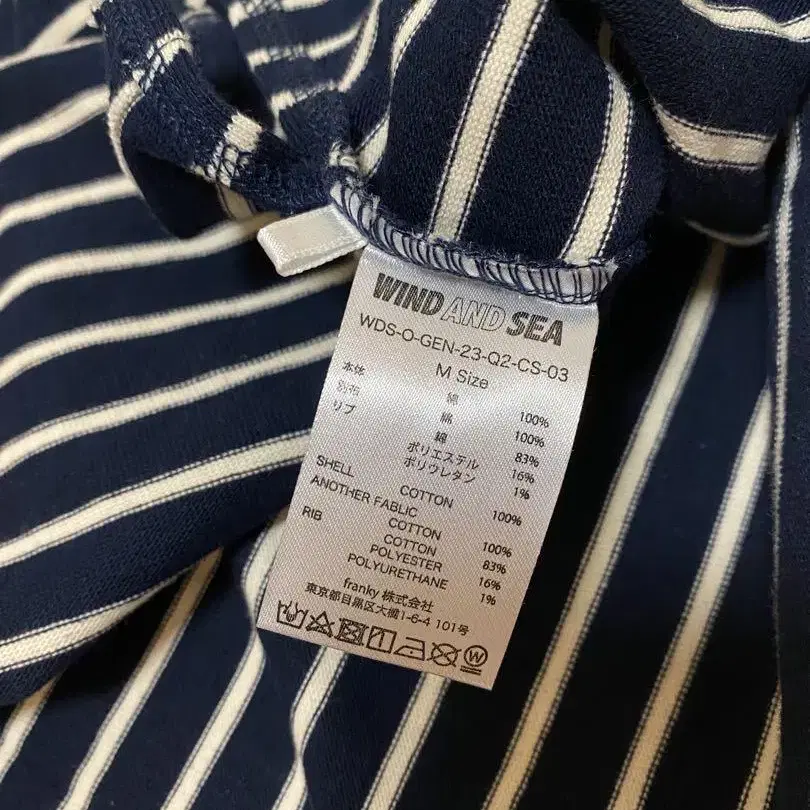 WIND AND SEA
WDS-O-GEN-23-Q2-CS-03
M Size
本体 綿 100%
別布 綿 100%
リブ 綿 83%
ポリエステル 16%
ポリウレタン 1%
SHELL COTTON 100%
ANOTHER FABLIC
COTTON 100%
RIB COTTON 83%
POLYESTER 16%
POLYURETHANE 1%
franky 株式会社
東京都目黒区大橋1-6-4 101号
W